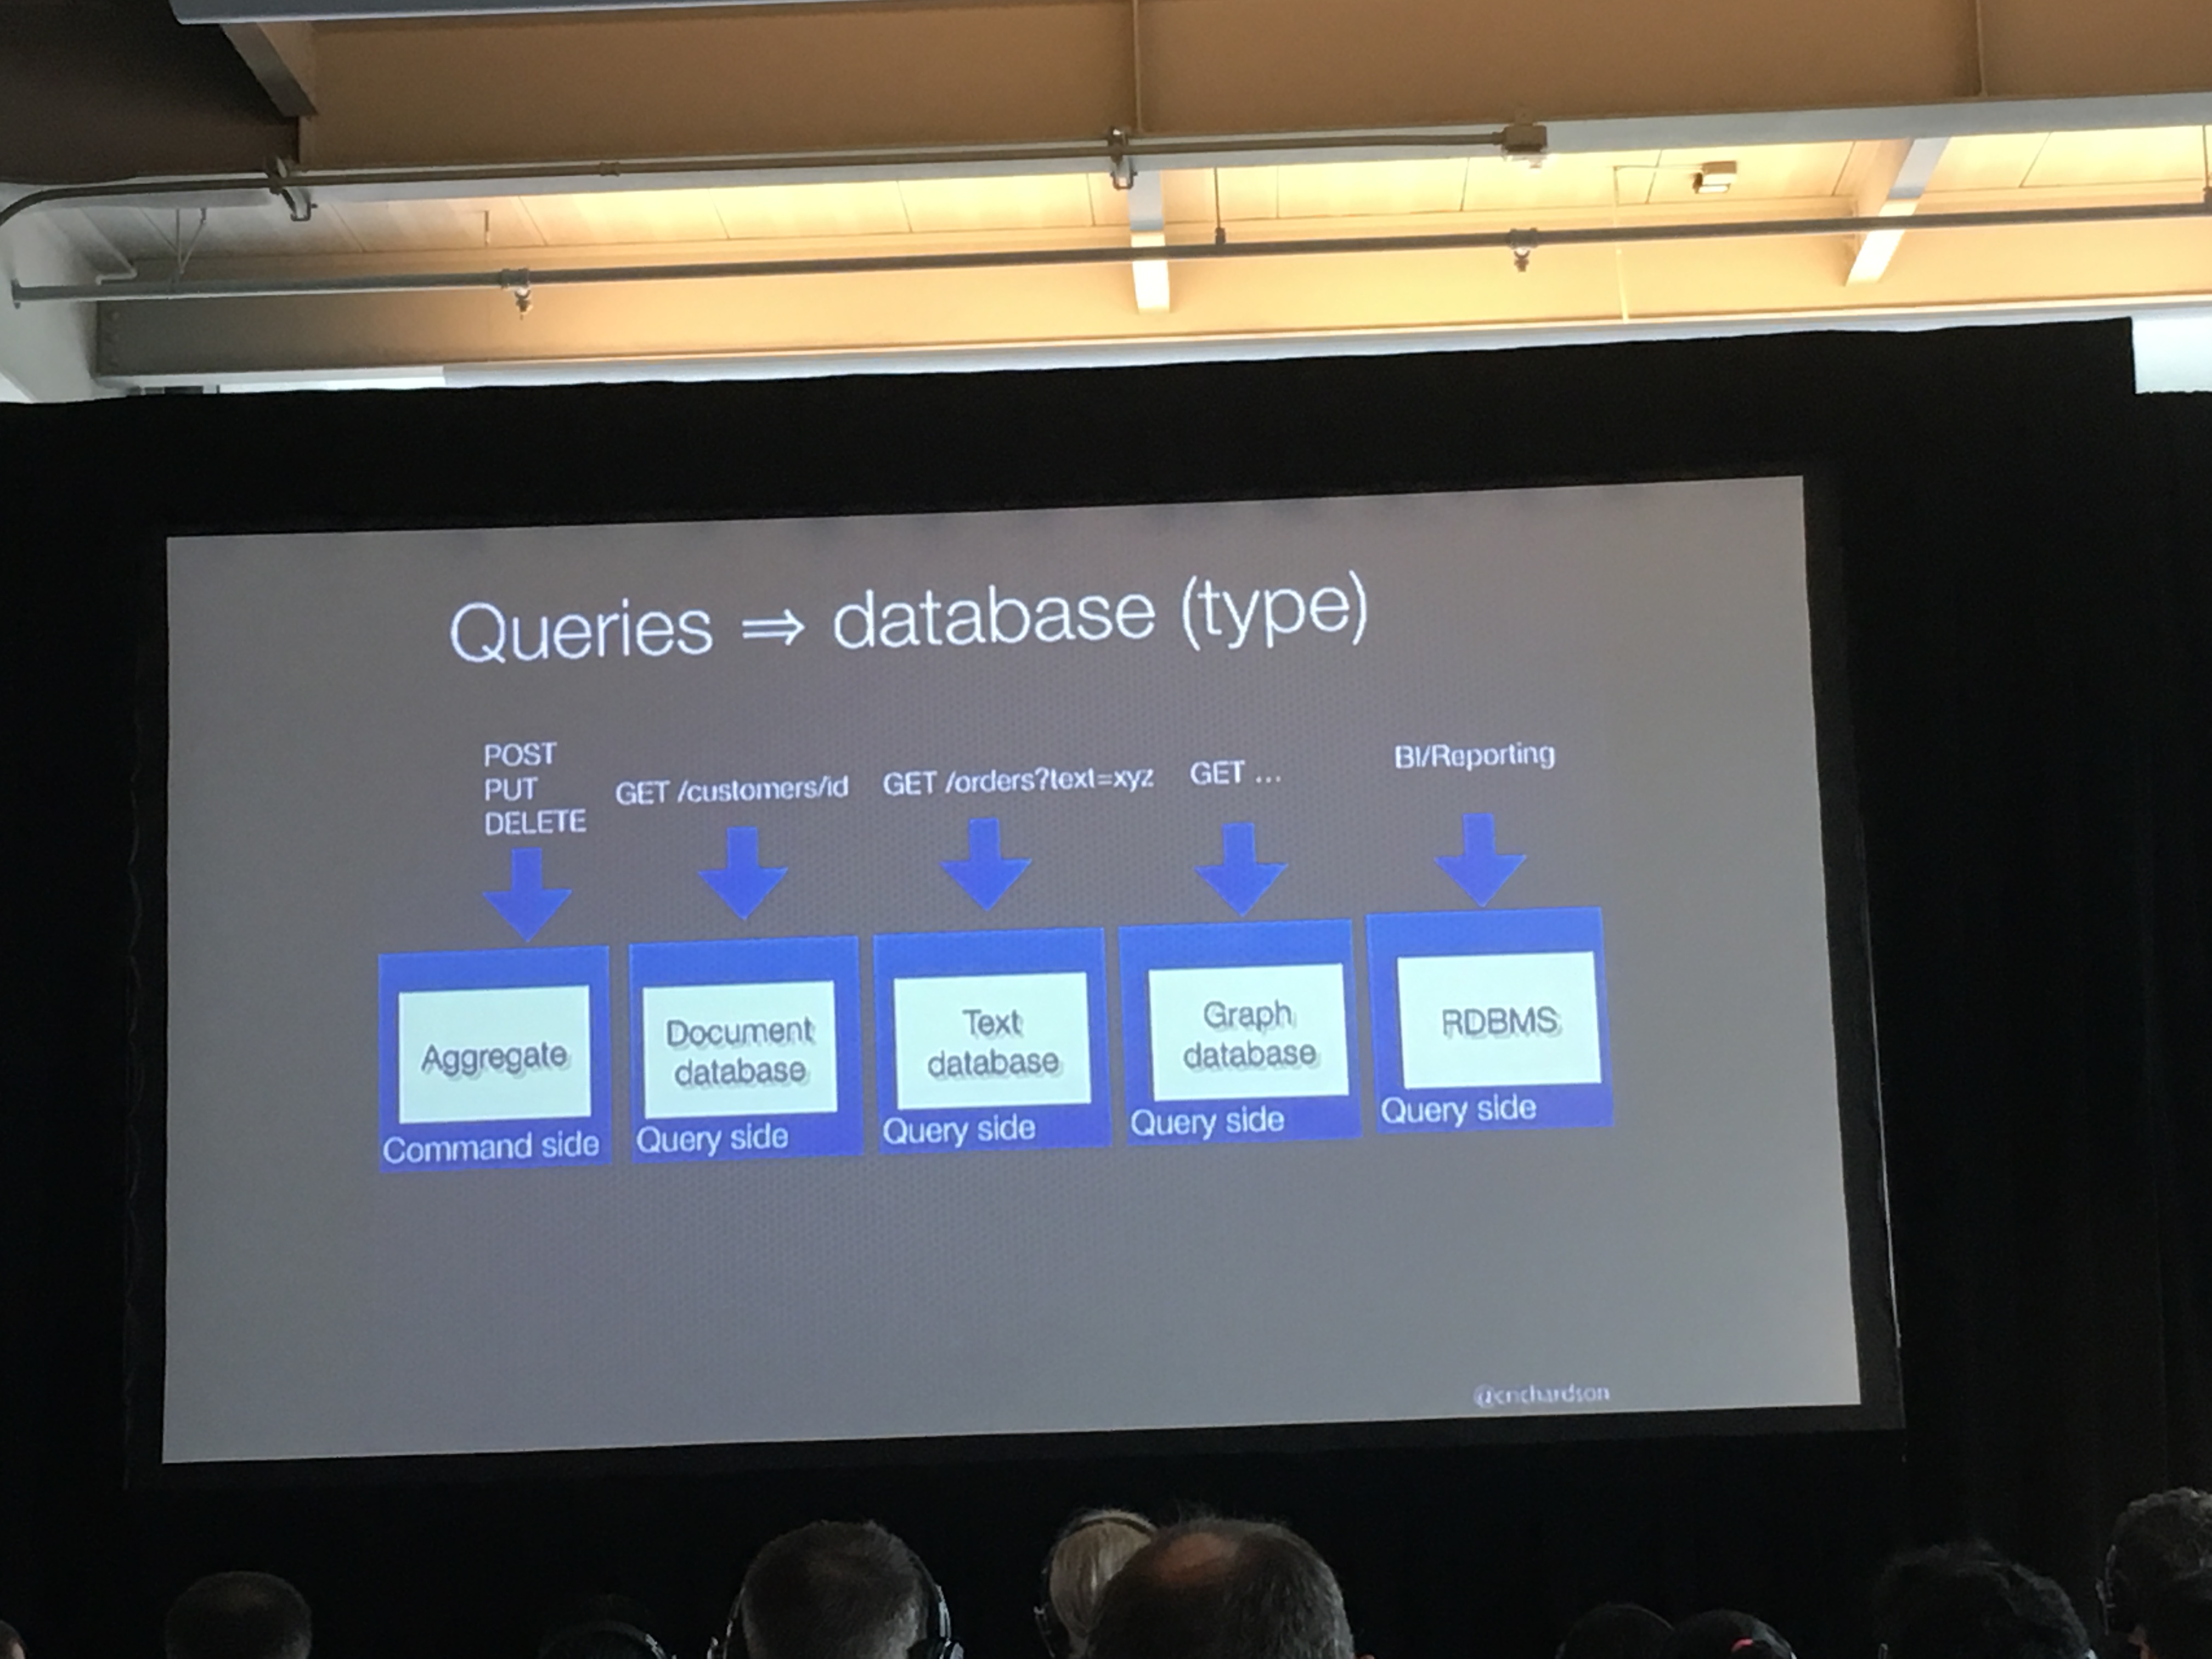 Queries ⇒ database (type)
POST
PUT
DELETE
GET /customers/id
GET /orders?text=xyz
GET ...
BI/Reporting
Aggregate
Command side
Document
database
Query side
Text
database
Query side
Graph
database
Query side
RDBMS
Query side
@crichardson